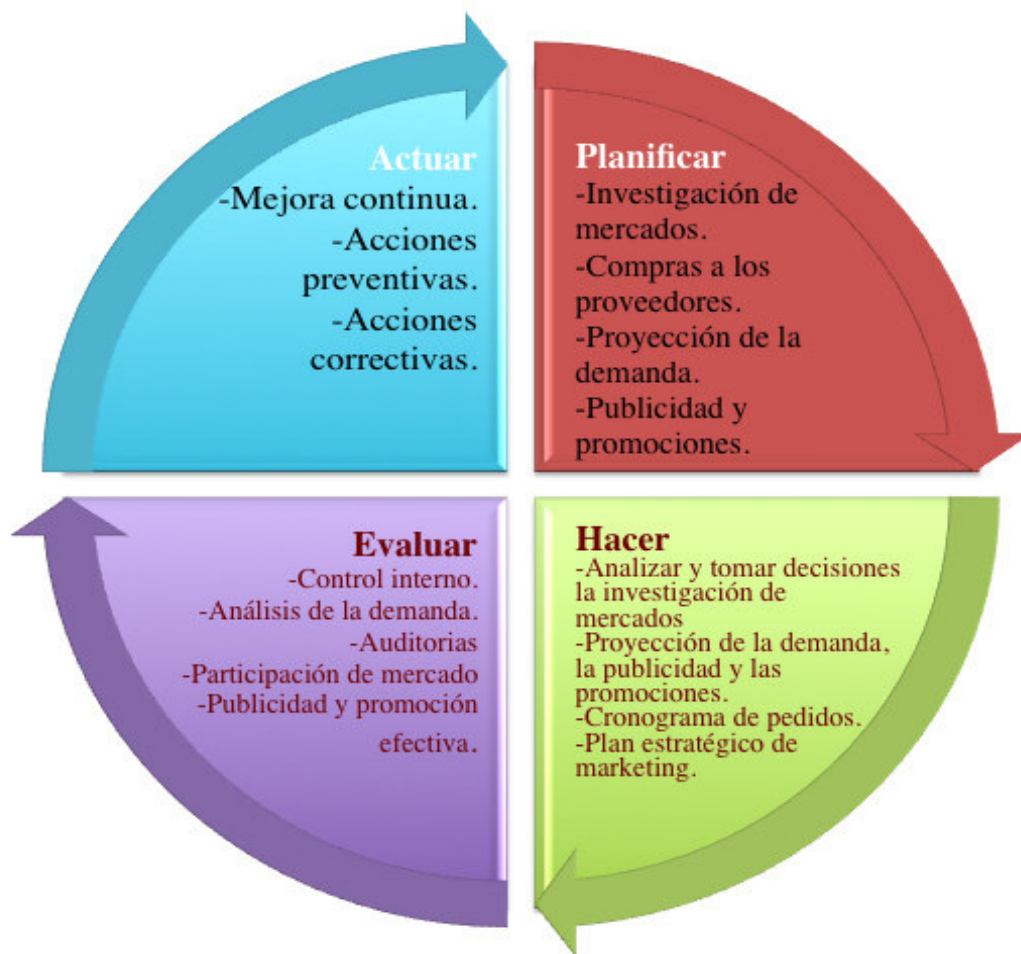 Actuar
-Mejora continua.
-Acciones
preventivas.
-Acciones
correctivas.
Planificar
-Investigación de
mercados.
-Compras a los
proveedores.
-Proyección de la
demanda.
-Publicidad y
promociones.
Evaluar
-Control interno.
-Análisis de la demanda.
-Auditorias
-Participación de mercado
-Publicidad y promoción
efectiva.
Hacer
-Analizar y tomar decisiones
la investigación de
mercados
-Proyección de la demanda,
la publicidad y las
promociones.
-Cronograma de pedidos.
-Plan estratégico de
marketing.